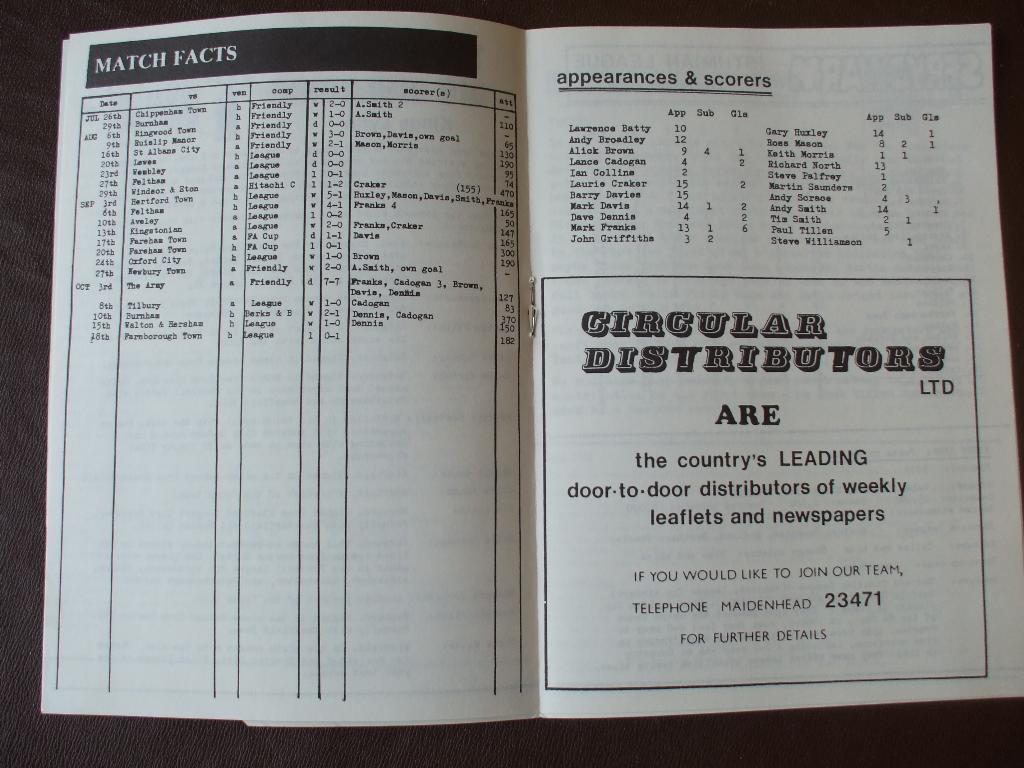 MATCH FACTS
Date vs ven comp result scorer(s) att
JUL 26th Chippenham Town h Friendly w 2-0 A.Smith 2 -
29th Burnham h Friendly w 1-0 A.Smith 110
AUG 6th Ringwood Town a Friendly d 0-0
9th Ruislip Manor h Friendly w 3-0 Brown,Davis,own goal 65
16th St Albans City a Friendly w 2-1 Mason,Morris 130
20th Lewes h League d 0-0 190
23rd Wembley a League d 0-0 95
27th Feltham a League l 0-1 74
29th Windsor & Eton a Hitachi C l 1-2 Craker 470
SEP 3rd Hertford Town h League w 5-1 Huxley,Mason,Davis,Smith,Franks (155)
6th Feltham h League w 4-1 Franks 4 165
10th Aveley a League l 0-2 50
13th Kingstonian a League w 2-0 Franks,Craker 147
17th Fareham Town a FA Cup d 1-1 Davis 165
20th Fareham Town h FA Cup l 0-1 300
24th Oxford City h League w 1-0 Brown 190
27th Newbury Town a Friendly w 2-0 A.Smith, own goal -
OCT 3rd The Army a Friendly d 7-7 Franks, Cadogan 3, Brown,
Davis, Dennis 127
8th Tilbury a League w 1-0 Cadogan 83
10th Burnham h Berks & B w 2-1 Dennis, Cadogan 370
15th Walton & Hersham h League w 1-0 Dennis 150
18th Farnborough Town h League l 0-1 182
appearances & scorers
App Sub Gls
Lawrence Batty 10
Andy Broadley 12
Alick Brown 9 4 1
Lance Cadogan 4 2
Ian Collins 2
Laurie Craker 15 2
Barry Davies 15
Mark Davis 14 1 2
Dave Dennis 4 2
Mark Franks 13 1 6
John Griffiths 3 2
App Sub Gls
Gary Huxley 14 1
Ross Mason 8 2 1
Keith Morris 1 1
Richard North 13
Steve Palfrey 1
Martin Saunders 2
Andy Sorace 4 3
Andy Smith 14 1
Tim Smith 2 1
Paul Tillen 5
Steve Williamson 1
CIRCULAR
DISTRIBUTORS
LTD
ARE
the country's LEADING
door-to-door distributors of weekly
leaflets and newspapers
IF YOU WOULD LIKE TO JOIN OUR TEAM,
TELEPHONE MAIDENHEAD 23471
FOR FURTHER DETAILS